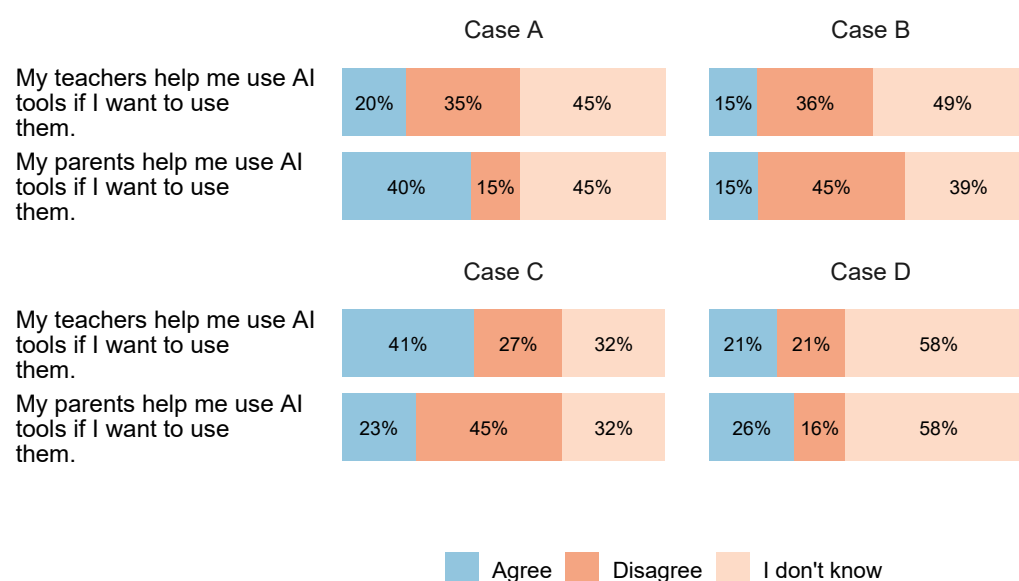 Case A
Case B
My teachers help me use AI
tools if I want to use
them.
20% 35% 45%
15% 36% 49%
My parents help me use AI
tools if I want to use
them.
40% 15% 45%
15% 45% 39%
Case C
Case D
My teachers help me use AI
tools if I want to use
them.
41% 27% 32%
21% 21% 58%
My parents help me use AI
tools if I want to use
them.
23% 45% 32%
26% 16% 58%
Agree Disagree I don't know